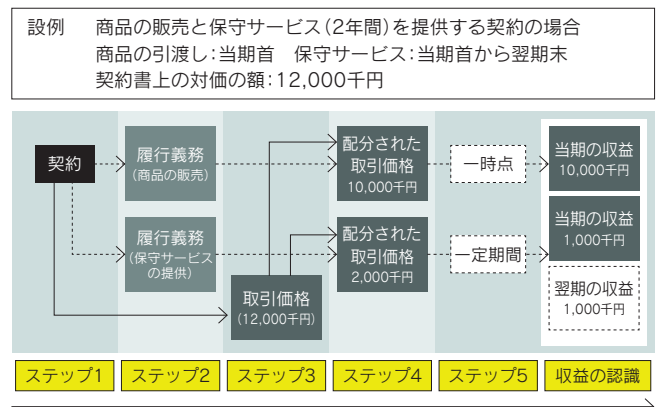 設例 商品の販売と保守サービス(2年間)を提供する契約の場合
商品の引渡し:当期首 保守サービス:当期首から翌期末
契約書上の対価の額:12,000千円
契約
履行義務
(商品の販売)
配分された
取引価格
10,000千円
一時点
当期の収益
10,000千円
履行義務
(保守サービス
の提供)
配分された
取引価格
2,000千円
一定期間
当期の収益
1,000千円
取引価格
(12,000千円)
翌期の収益
1,000千円
ステップ1
ステップ2
ステップ3
ステップ4
ステップ5
収益の認識